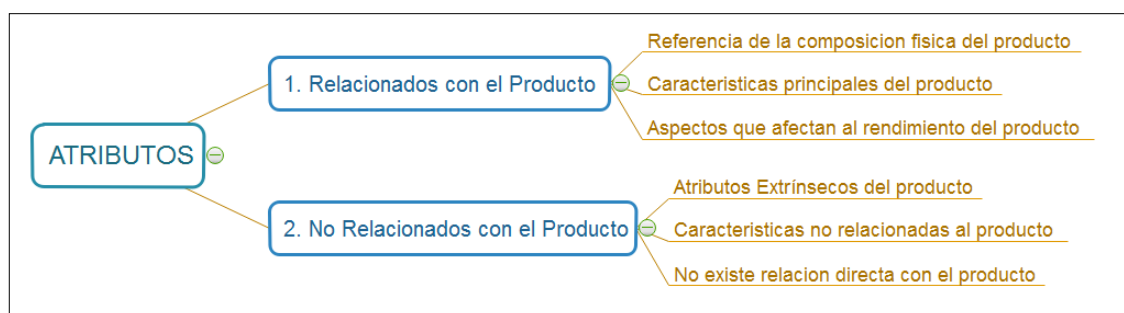 ATRIBUTOS
1. Relacionados con el Producto
Referencia de la composicion fisica del producto
Caracteristicas principales del producto
Aspectos que afectan al rendimiento del producto
2. No Relacionados con el Producto
Atributos Extrínsecos del producto
Caracteristicas no relacionadas al producto
No existe relacion directa con el producto